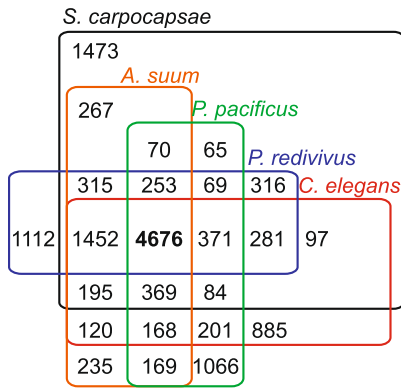 S. carpocapsae
1473
A. suum
267
P. pacificus
70 65
P. redivivus
315 253 69 316
C. elegans
1112 1452 4676 371 281 97
195 369 84
120 168 201 885
235 169 1066